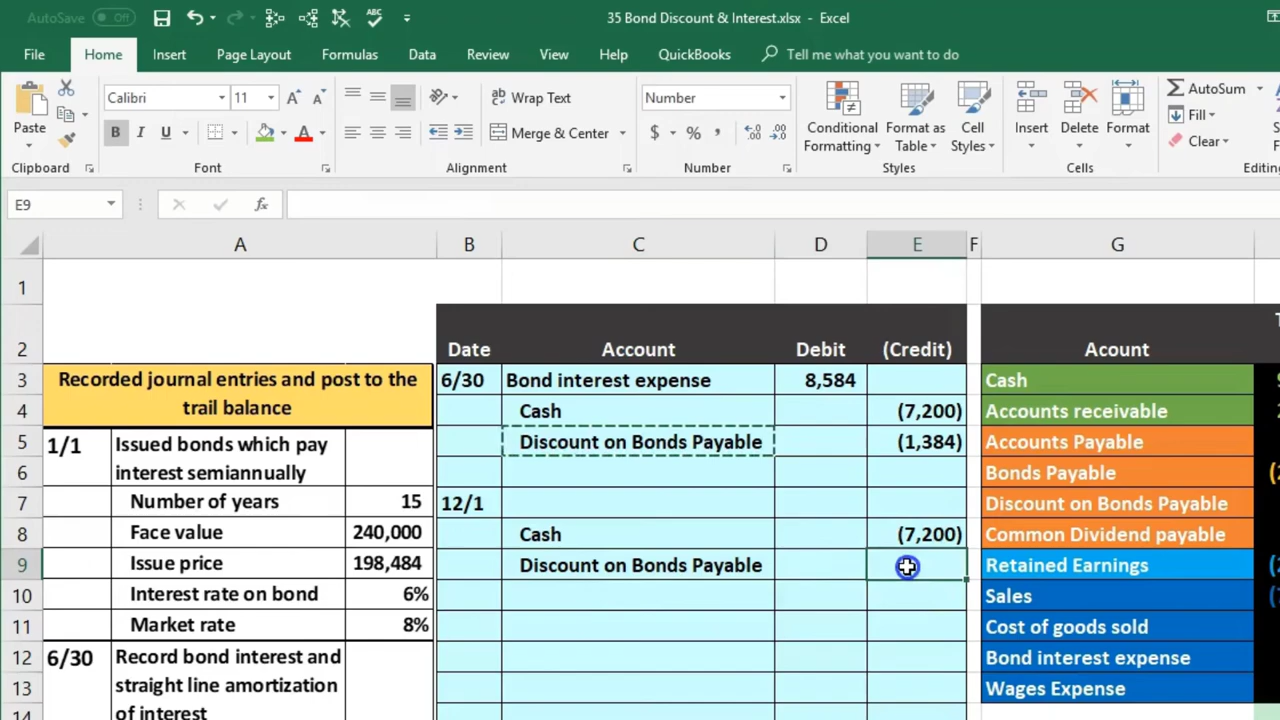 AutoSave Off 35 Bond Discount & Interest.xlsx - Excel
File Home Insert Page Layout Formulas Data Review View Help QuickBooks Tell me what you want to do
Calibri 11 Wrap Text Number AutoSum
Paste Merge & Center $ % Conditional Formatting Format as Table Cell Styles Insert Delete Format Fill
Clear
Clipboard Font Alignment Number Styles Cells
E9 fx
A B C D E F G
1
2 Date Account Debit (Credit) Acount
3 Recorded journal entries and post to the 6/30 Bond interest expense 8,584 Cash
trail balance
4 Cash (7,200) Accounts receivable
5 1/1 Issued bonds which pay Discount on Bonds Payable (1,384) Accounts Payable
6 interest semiannually Bonds Payable
7 Number of years 15 12/1 Discount on Bonds Payable
8 Face value 240,000 Cash (7,200) Common Dividend payable
9 Issue price 198,484 Discount on Bonds Payable Retained Earnings
10 Interest rate on bond 6% Sales
11 Market rate 8% Cost of goods sold
12 6/30 Record bond interest and Bond interest expense
13 straight line amortization Wages Expense
14 of interest